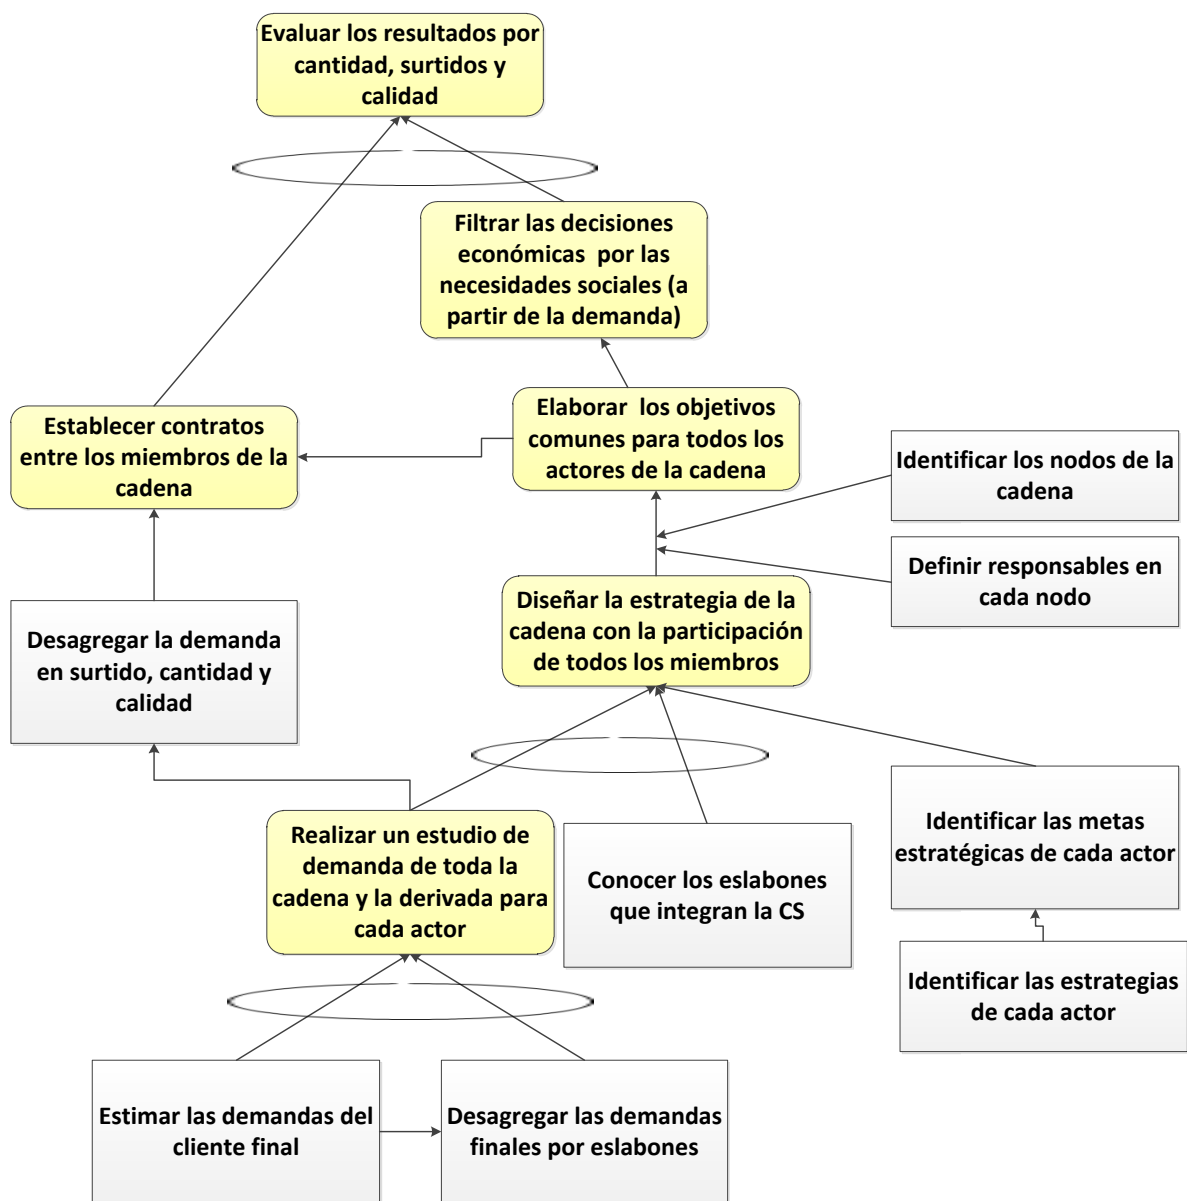 Evaluar los resultados por
cantidad, surtidos y
calidad
Filtrar las decisiones
económicas  por las
necesidades sociales (a
partir de la demanda)
Establecer contratos
entre los miembros de la
cadena
Elaborar  los objetivos
comunes para todos los
actores de la cadena
Identificar los nodos de la
cadena
Definir responsables en
cada nodo
Diseñar la estrategia de la
cadena con la participación
de todos los miembros
Desagregar la demanda
en surtido, cantidad y
calidad
Realizar un estudio de
demanda de toda la
cadena y la derivada para
cada actor
Conocer los eslabones
que integran la CS
Identificar las metas
estratégicas de cada actor
Identificar las estrategias
de cada actor
Estimar las demandas del
cliente final
Desagregar las demandas
finales por eslabones